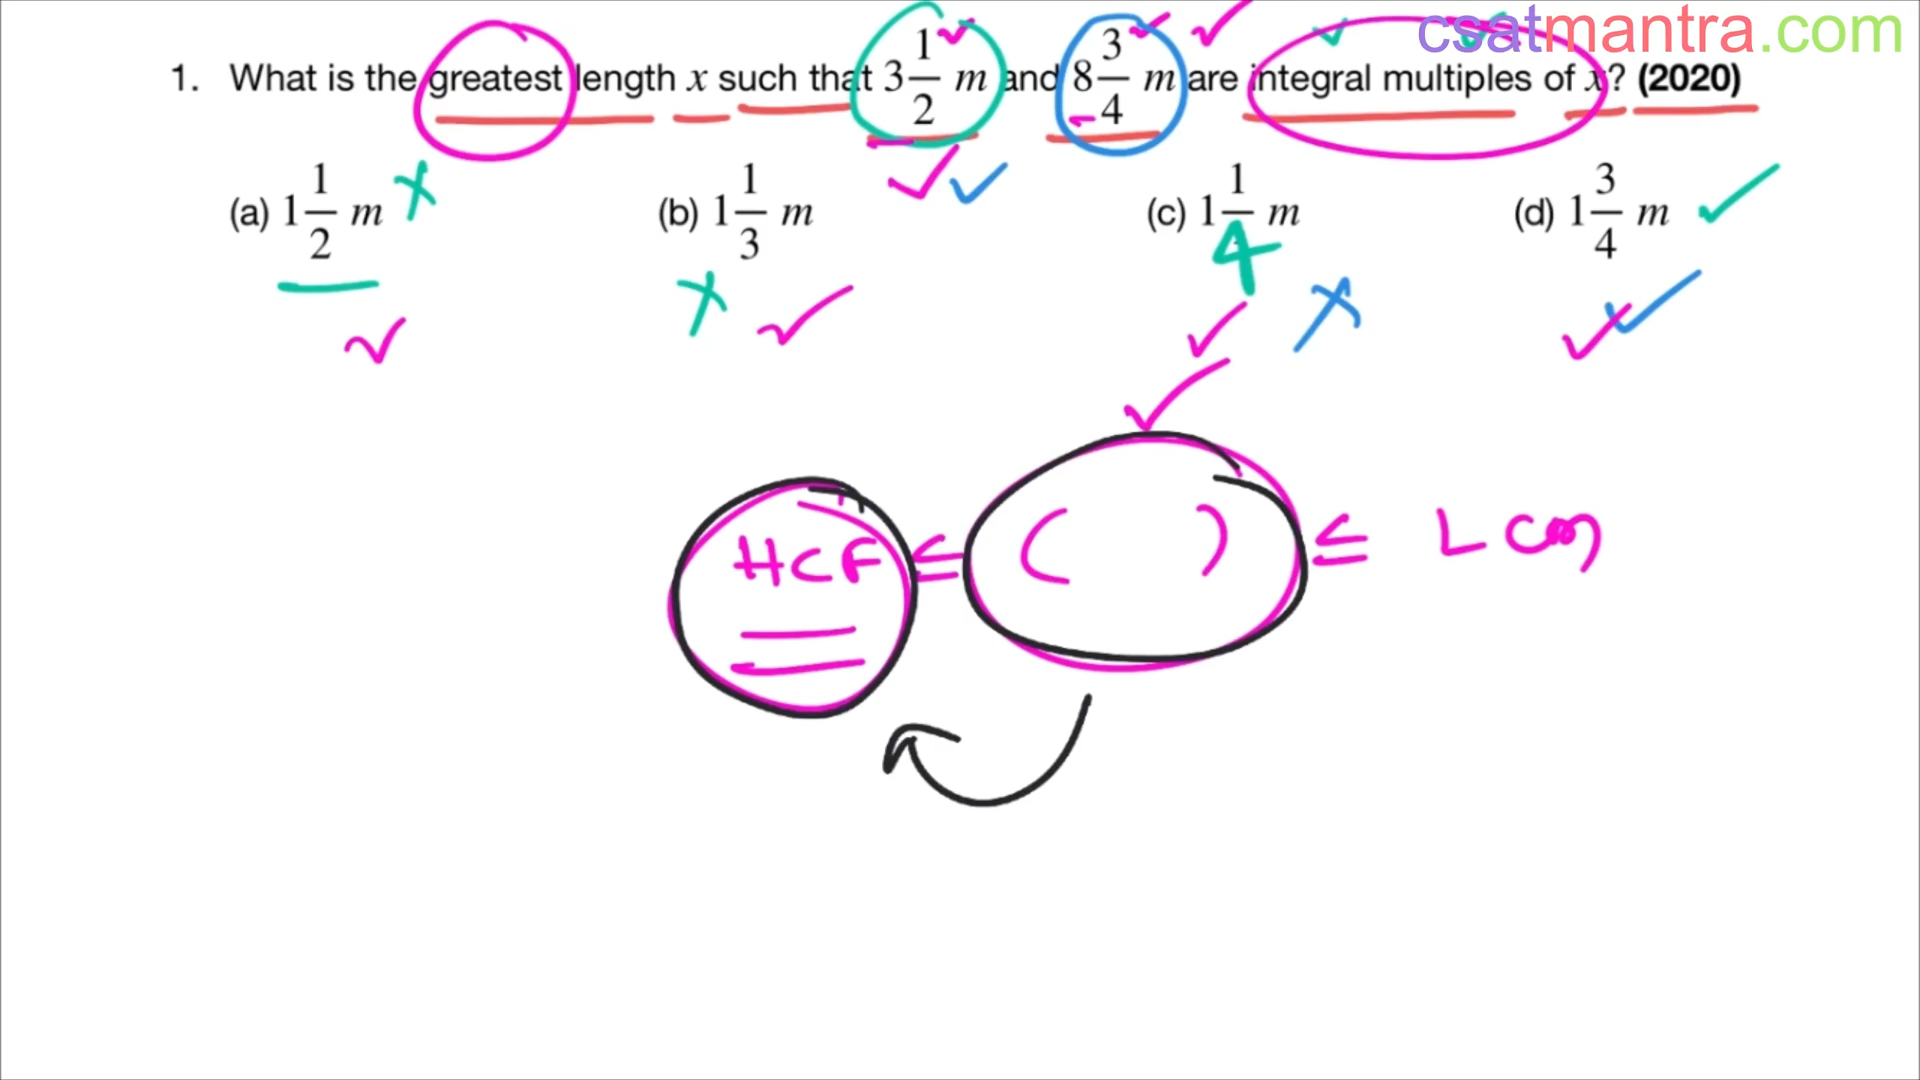 csatmantra.com
1. What is the greatest length x such that 3 1/2 m and 8 3/4 m are integral multiples of x? (2020)
(a) 1 1/2 m (b) 1 1/3 m (c) 1 1/4 m (d) 1 3/4 m
HCF ≤ ( ) ≤ LCM